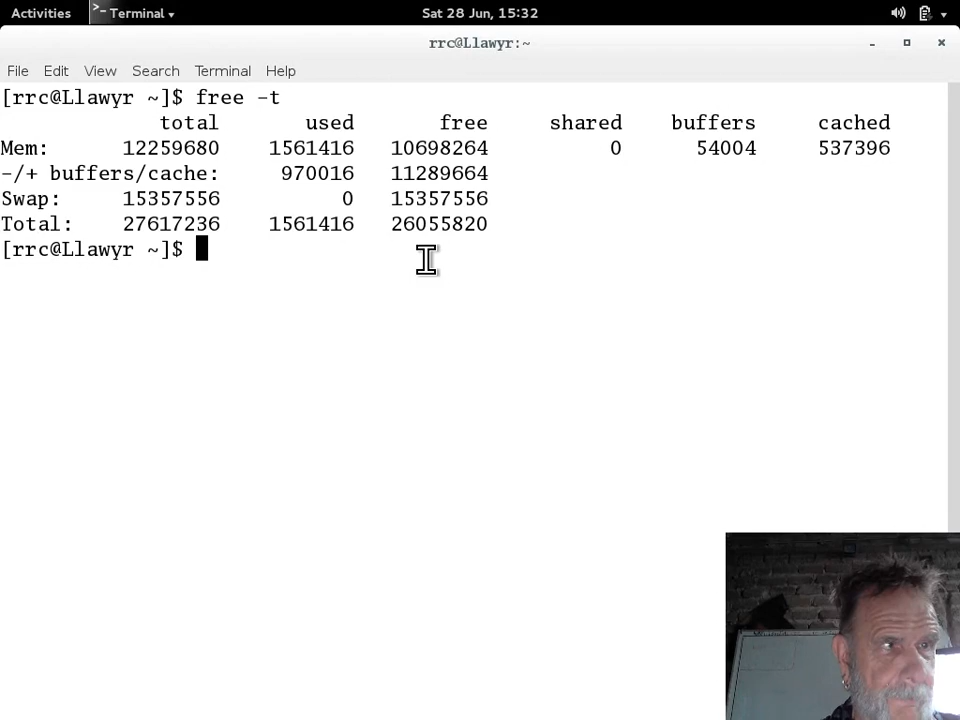 Activities >_ Terminal Sat 28 Jun, 15:32
rrc@Llawyr:~
File Edit View Search Terminal Help
[rrc@Llawyr ~]$ free -t
total used free shared buffers cached
Mem: 12259680 1561416 10698264 0 54004 537396
-/+ buffers/cache: 970016 11289664
Swap: 15357556 0 15357556
Total: 27617236 1561416 26055820
[rrc@Llawyr ~]$